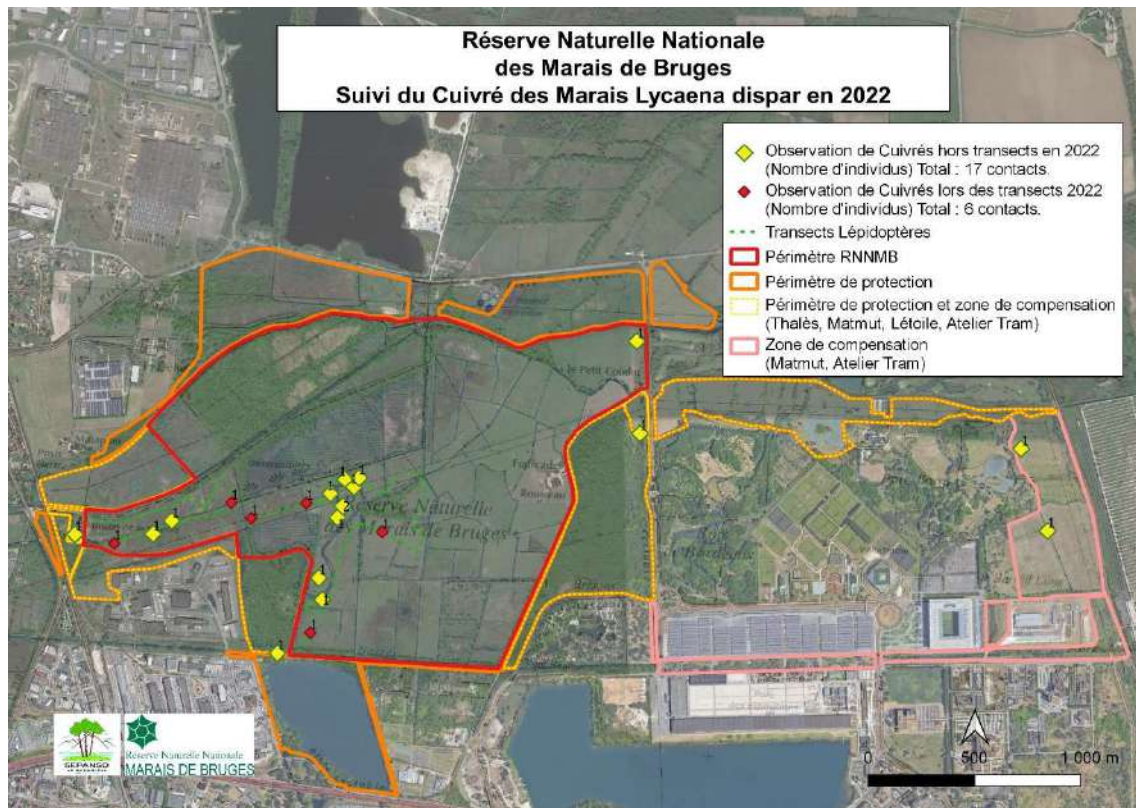 Réserve Naturelle Nationale
des Marais de Bruges
Suivi du Cuivré des Marais Lycaena dispar en 2022
Observation de Cuivrés hors transects en 2022
(Nombre d'individus) Total : 17 contacts.
Observation de Cuivrés lors des transects 2022
(Nombre d'individus) Total : 6 contacts.
Transects Lépidoptères
Périmètre RNNMB
Périmètre de protection
Périmètre de protection et zone de compensation
(Thalès, Matmut, Létoile, Atelier Tram)
Zone de compensation
(Matmut, Atelier Tram)
Réserve Naturelle
des Marais de Bruges
SEPANSO
Réserve Naturelle Nationale
MARAIS DE BRUGES
0 500 1 000 m